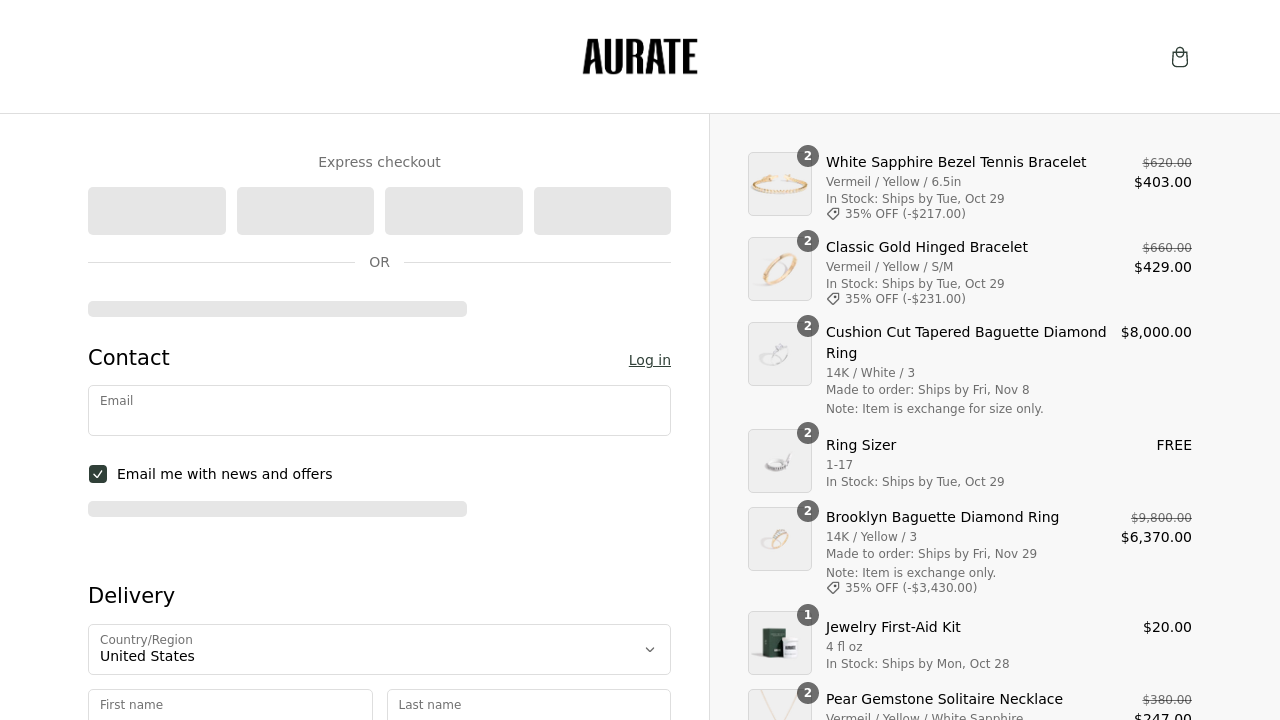 AURATE
Express checkout
OR
Contact
Log in
Email
Email me with news and offers
Delivery
Country/Region
United States
First name
Last name
2
White Sapphire Bezel Tennis Bracelet
$620.00
Vermeil / Yellow / 6.5in
$403.00
In Stock: Ships by Tue, Oct 29
35% OFF (-$217.00)
2
Classic Gold Hinged Bracelet
$660.00
Vermeil / Yellow / S/M
$429.00
In Stock: Ships by Tue, Oct 29
35% OFF (-$231.00)
2
Cushion Cut Tapered Baguette Diamond
Ring
$8,000.00
14K / White / 3
Made to order: Ships by Fri, Nov 8
Note: Item is exchange for size only.
2
Ring Sizer
FREE
1-17
In Stock: Ships by Tue, Oct 29
2
Brooklyn Baguette Diamond Ring
$9,800.00
14K / Yellow / 3
$6,370.00
Made to order: Ships by Fri, Nov 29
Note: Item is exchange only.
35% OFF (-$3,430.00)
1
Jewelry First-Aid Kit
$20.00
4 fl oz
In Stock: Ships by Mon, Oct 28
2
Pear Gemstone Solitaire Necklace
$380.00
Vermeil / Yellow / White Sapphire
$247.00